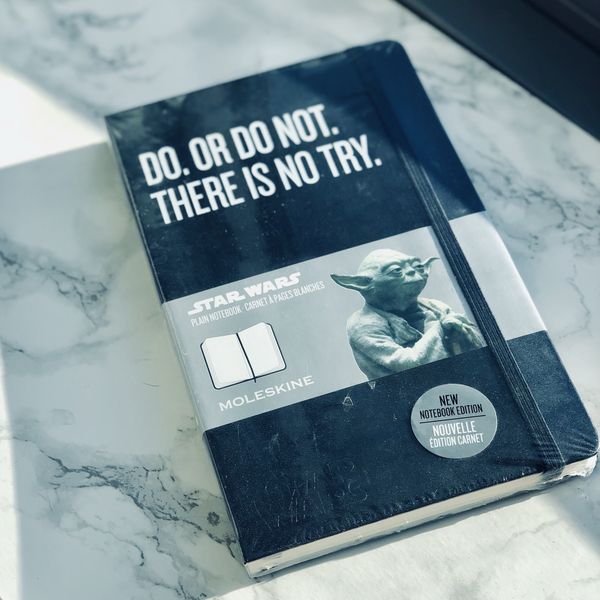 DO. OR DO NOT.
THERE IS NO TRY.
STAR WARS
PLAIN NOTEBOOK • CARNET À PAGES BLANCHES
MOLESKINE
NEW
NOTEBOOK EDITION
NOUVELLE
ÉDITION CARNET